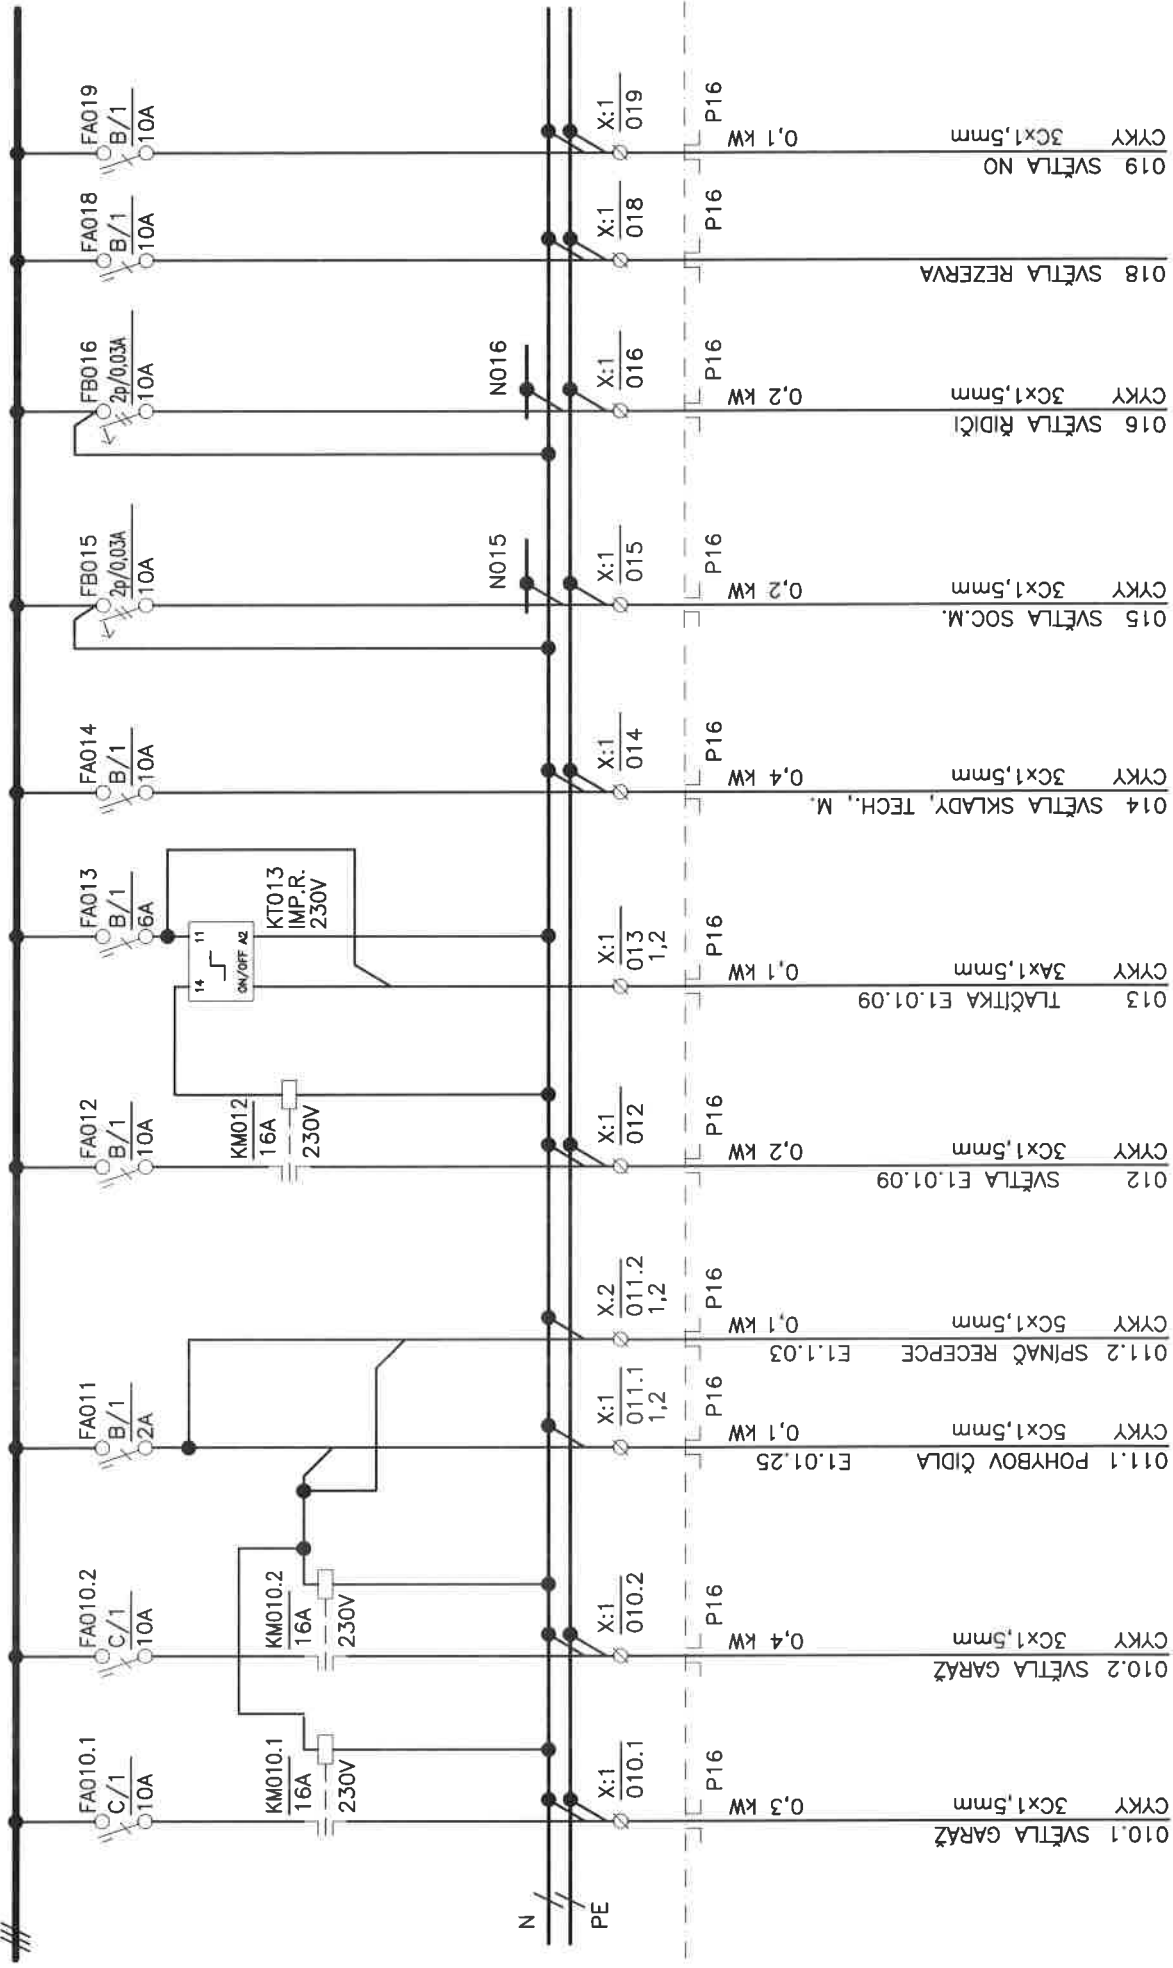 FA010.1
C/1
10A
KM010.1
16A
230V
N
PE
X:1
010.1
P16
010.1 SVĚTLA GARÁŽ
CYKY 3Cx1,5mm 0,3 kW
FA010.2
C/1
10A
KM010.2
16A
230V
X:1
010.2
P16
010.2 SVĚTLA GARÁŽ
CYKY 3Cx1,5mm 0,4 kW
FA011
B/1
2A
X:1
011.1
1,2
P16
011.1 POHYBOV ČIDLA E1.01.25
CYKY 5Cx1,5mm 0,1 kW
X.2
011.2
1,2
P16
011.2 SPÍNAČ RECEPCE E1.1.03
CYKY 5Cx1,5mm 0,1 kW
FA012
B/1
10A
KM012
16A
230V
X:1
012
P16
012 SVĚTLA E1.01.09
CYKY 3Cx1,5mm 0,2 kW
FA013
B/1
6A
14 11
ON/OFF A2
KT013
IMP.R.
230V
X:1
013
1,2
P16
013 TLAČÍTKA E1.01.09
CYKY 3Ax1,5mm 0,1 kW
FA014
B/1
10A
X:1
014
P16
014 SVĚTLA SKLADY, TECH., M.
CYKY 3Cx1,5mm 0,4 kW
FB015
2p/0,03A
10A
N015
X:1
015
P16
015 SVĚTLA SOC.M.
CYKY 3Cx1,5mm 0,2 kW
FB016
2p/0,03A
10A
N016
X:1
016
P16
016 SVĚTLA ŘIDIČI
CYKY 3Cx1,5mm 0,2 kW
FA018
B/1
10A
X:1
018
P16
018 SVĚTLA REZERVA
FA019
B/1
10A
X:1
019
P16
019 SVĚTLA NO
CYKY 3Cx1,5mm 0,1 kW